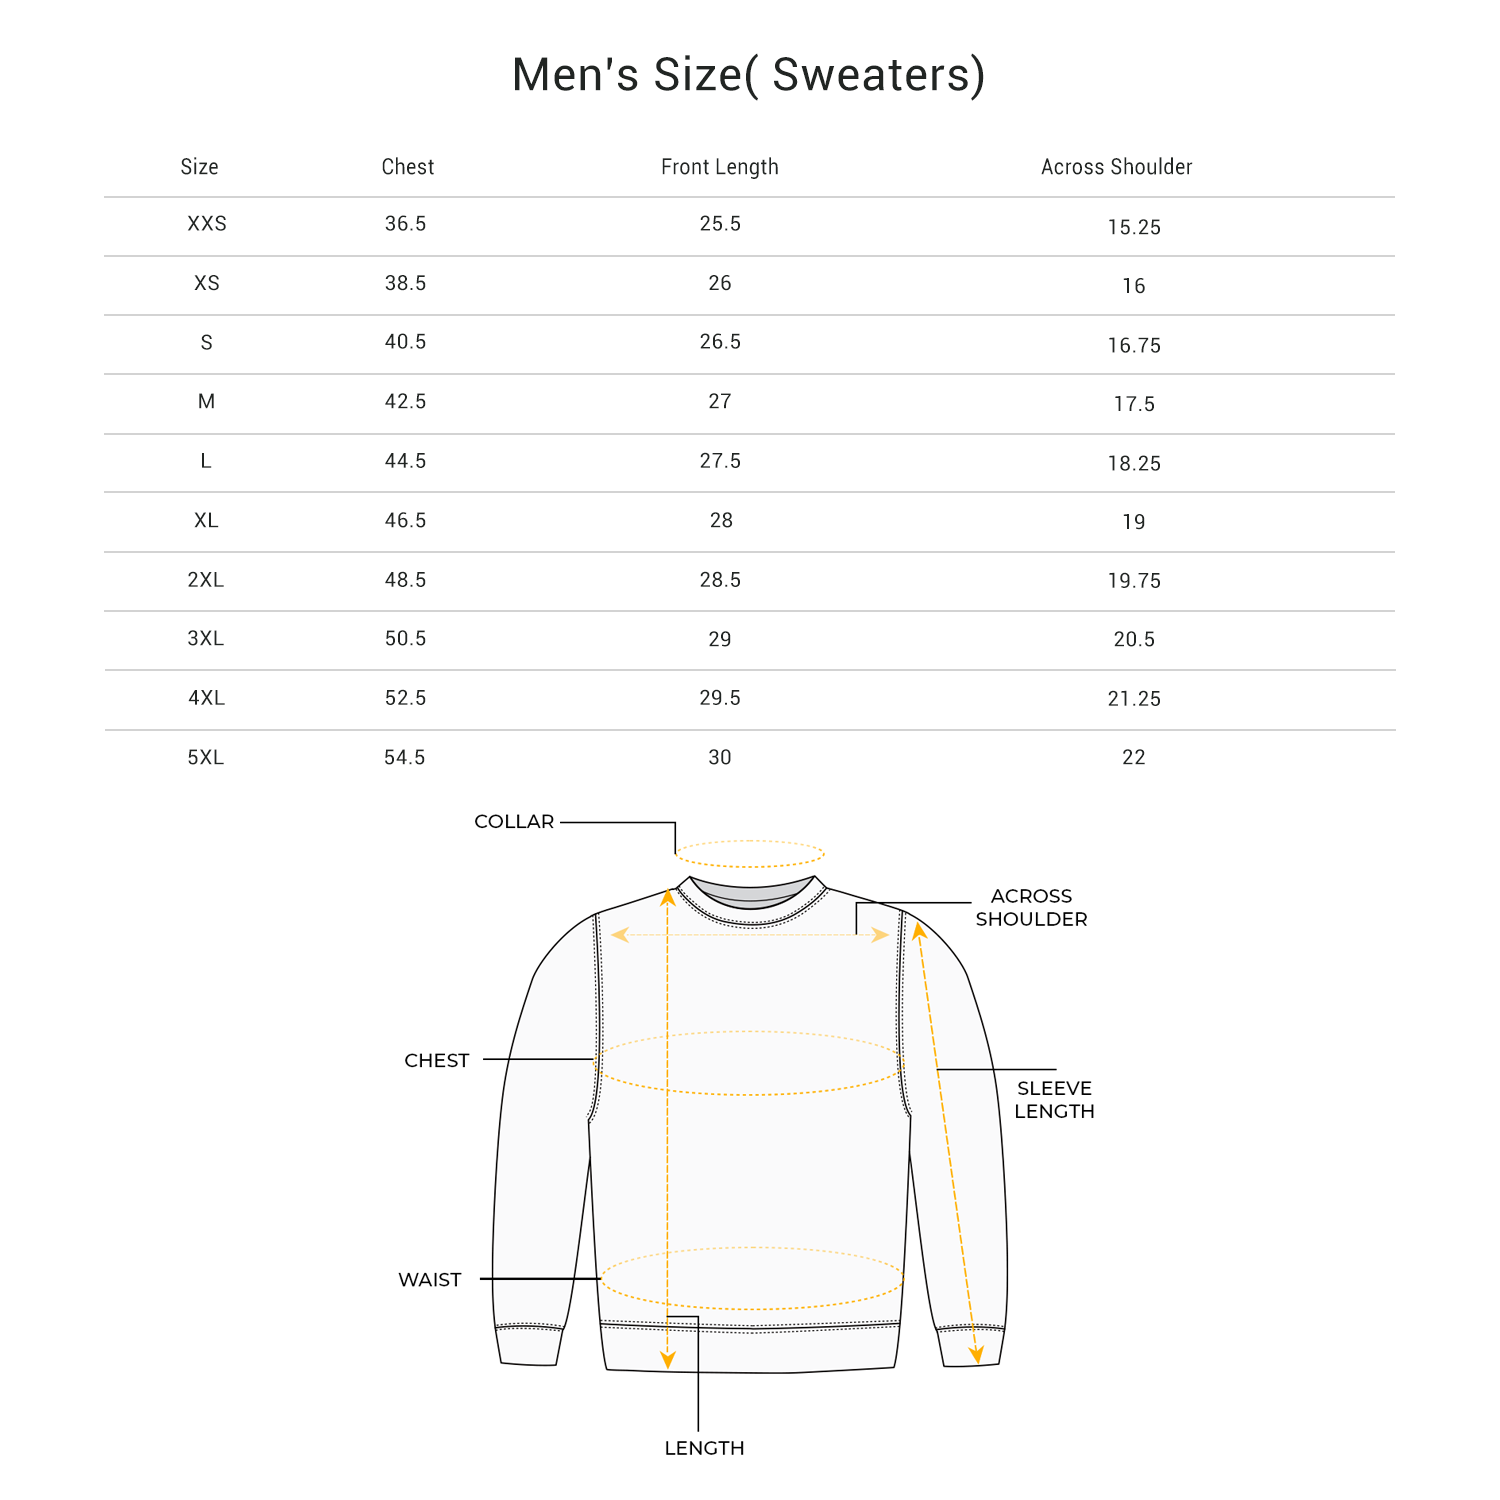 Men's Size( Sweaters)
Size Chest Front Length Across Shoulder
XXS 36.5 25.5 15.25
XS 38.5 26 16
S 40.5 26.5 16.75
M 42.5 27 17.5
L 44.5 27.5 18.25
XL 46.5 28 19
2XL 48.5 28.5 19.75
3XL 50.5 29 20.5
4XL 52.5 29.5 21.25
5XL 54.5 30 22
COLLAR
ACROSS
SHOULDER
CHEST
SLEEVE
LENGTH
WAIST
LENGTH